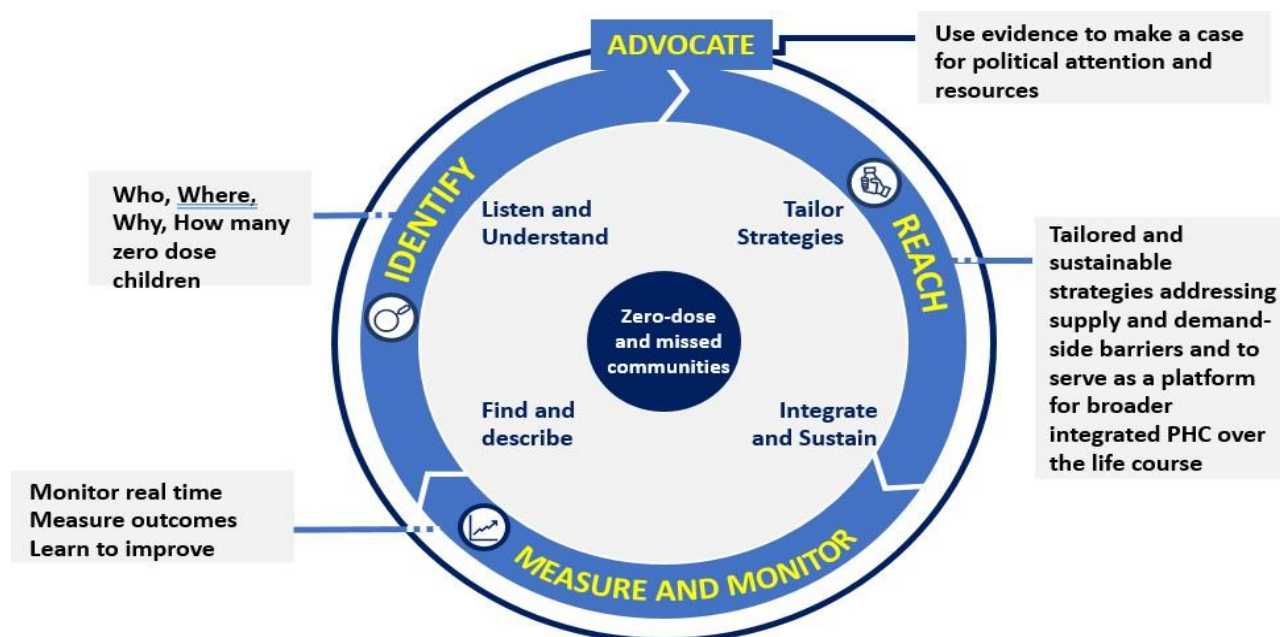 ADVOCATE
Use evidence to make a case
for political attention and
resources
Who, Where,
Why, How many
zero dose
children
IDENTIFY
Listen and
Understand
Tailor
Strategies
REACH
Tailored and
sustainable
strategies addressing
supply and demand-
side barriers and to
serve as a platform
for broader
integrated PHC over
the life course
Zero-dose
and missed
communities
Find and
describe
Integrate
and Sustain
Monitor real time
Measure outcomes
Learn to improve
MEASURE AND MONITOR